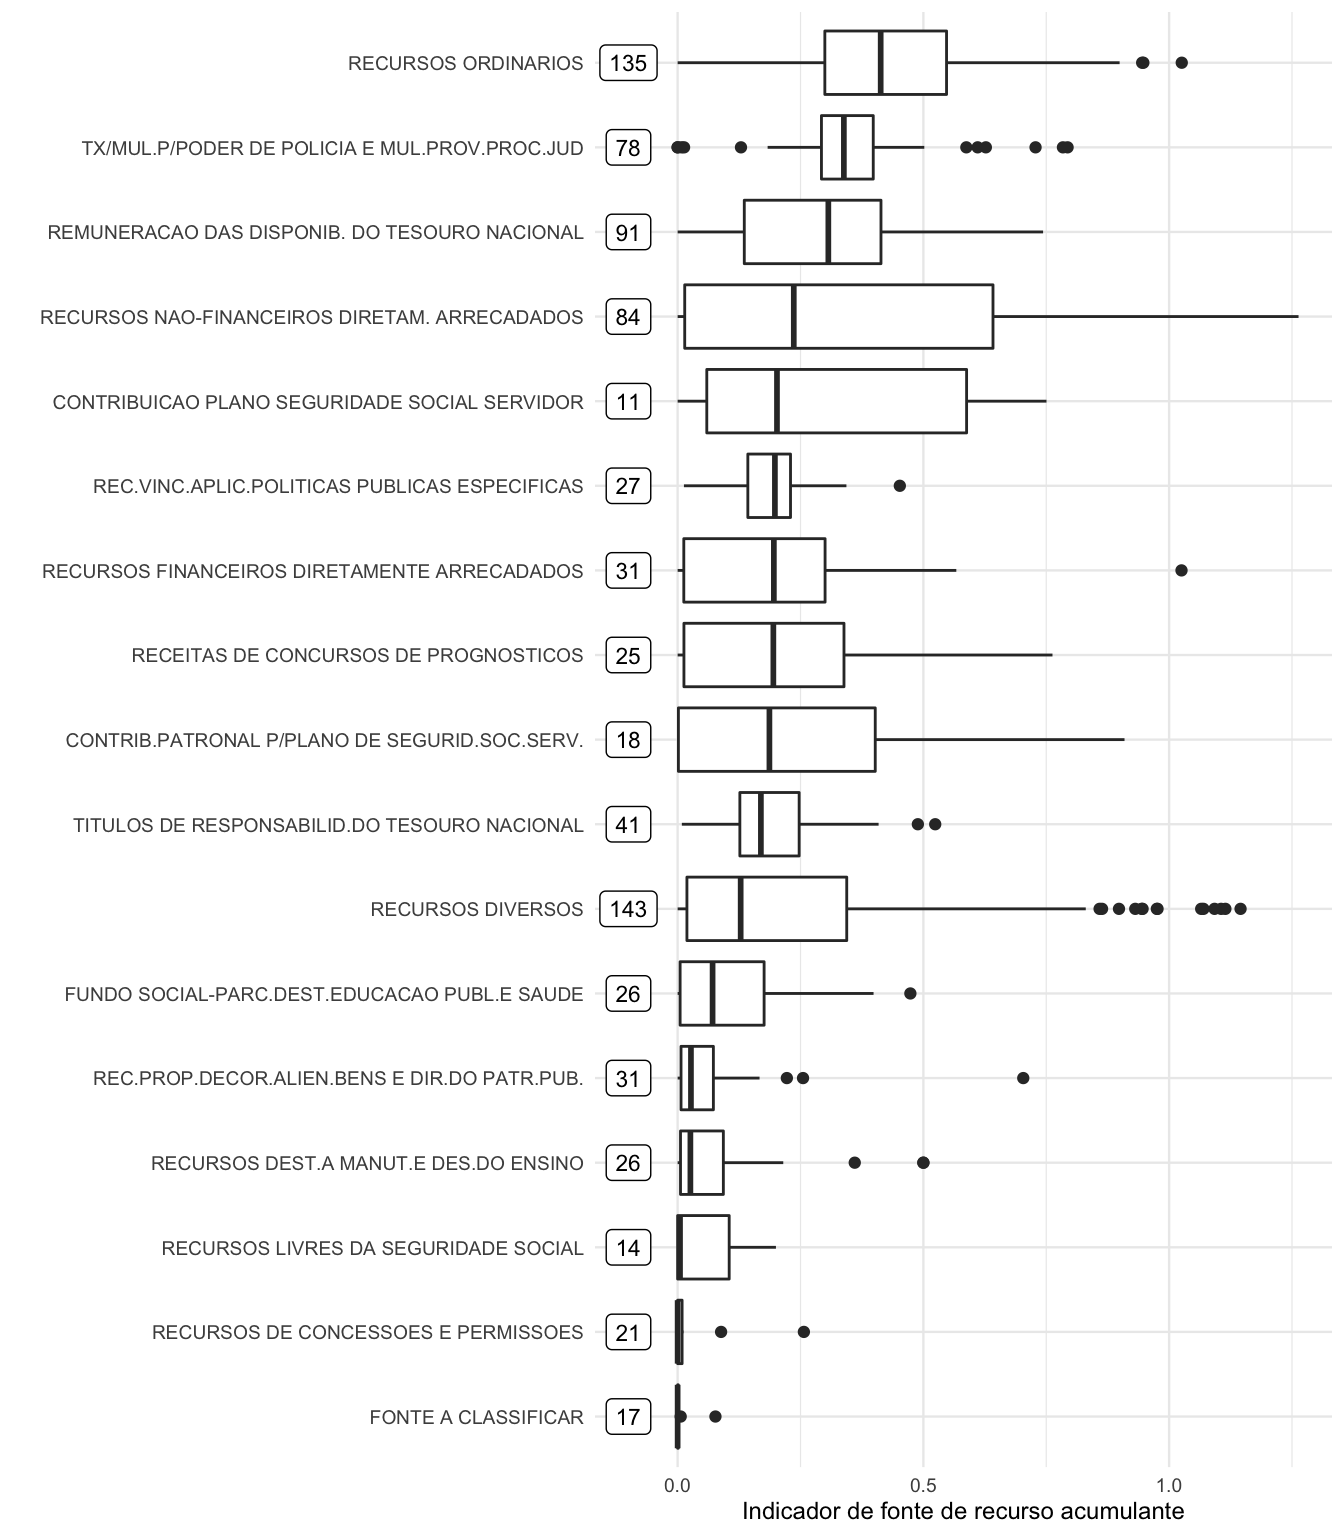 RECURSOS ORDINARIOS 135
TX/MUL.P/PODER DE POLICIA E MUL.PROV.PROC.JUD 78
REMUNERACAO DAS DISPONIB. DO TESOURO NACIONAL 91
RECURSOS NAO-FINANCEIROS DIRETAM. ARRECADADOS 84
CONTRIBUICAO PLANO SEGURIDADE SOCIAL SERVIDOR 11
REC.VINC.APLIC.POLITICAS PUBLICAS ESPECIFICAS 27
RECURSOS FINANCEIROS DIRETAMENTE ARRECADADOS 31
RECEITAS DE CONCURSOS DE PROGNOSTICOS 25
CONTRIB.PATRONAL P/PLANO DE SEGURID.SOC.SERV. 18
TITULOS DE RESPONSABILID.DO TESOURO NACIONAL 41
RECURSOS DIVERSOS 143
FUNDO SOCIAL-PARC.DEST.EDUCACAO PUBL.E SAUDE 26
REC.PROP.DECOR.ALIEN.BENS E DIR.DO PATR.PUB. 31
RECURSOS DEST.A MANUT.E DES.DO ENSINO 26
RECURSOS LIVRES DA SEGURIDADE SOCIAL 14
RECURSOS DE CONCESSOES E PERMISSOES 21
FONTE A CLASSIFICAR 17
0.0 0.5 1.0
Indicador de fonte de recurso acumulante